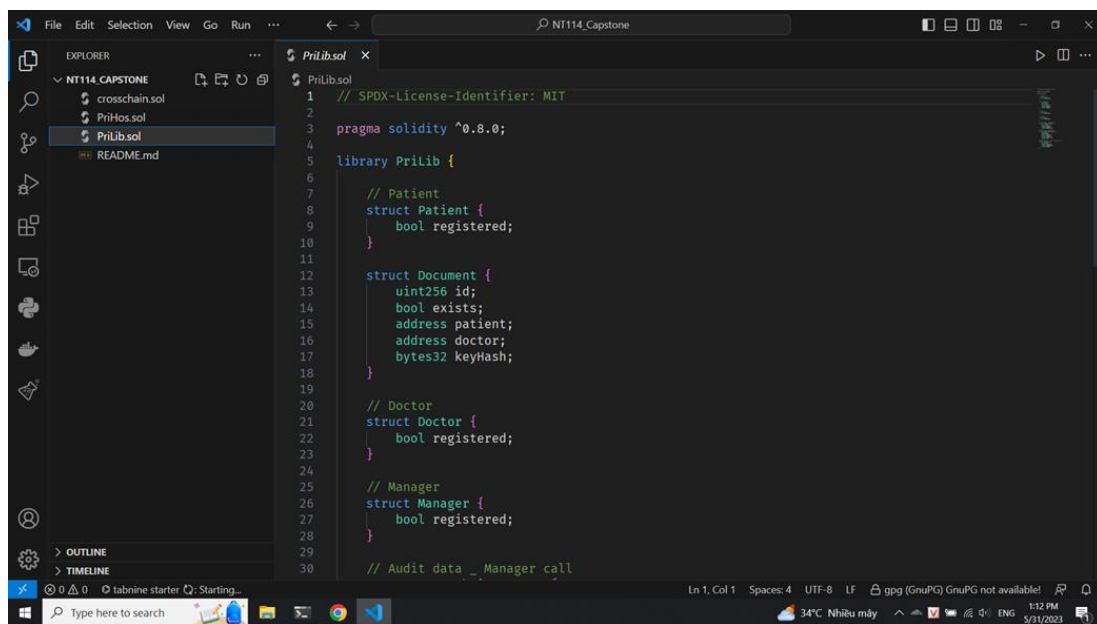 File Edit Selection View Go Run ··· ← → NT114_Capstone
EXPLORER ···
PriLib.sol ×
NT114_CAPSTONE
PriLib.sol
crosschain.sol
PriHos.sol
PriLib.sol
README.md
1 // SPDX-License-Identifier: MIT
2
3 pragma solidity ^0.8.0;
4
5 library PriLib {
6
7 // Patient
8 struct Patient {
9 bool registered;
10 }
11
12 struct Document {
13 uint256 id;
14 bool exists;
15 address patient;
16 address doctor;
17 bytes32 keyHash;
18 }
19
20 // Doctor
21 struct Doctor {
22 bool registered;
23 }
24
25 // Manager
26 struct Manager {
27 bool registered;
28 }
29
30 // Audit data _ Manager call
OUTLINE
TIMELINE
0 0 tabnine starter Starting... Ln 1, Col 1 Spaces: 4 UTF-8 LF gpg (GnuPG) GnuPG not available!
Type here to search 34°C Nhiều mây ENG 1:12 PM
5/31/2023